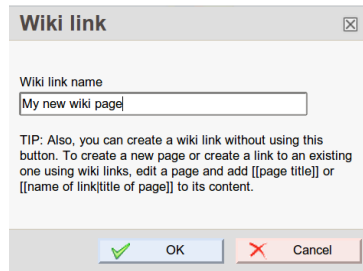 Wiki link
Wiki link name
My new wiki page
TIP: Also, you can create a wiki link without using this
button. To create a new page or create a link to an existing
one using wiki links, edit a page and add [[page title]] or
[[name of link|title of page]] to its content.
OK
Cancel